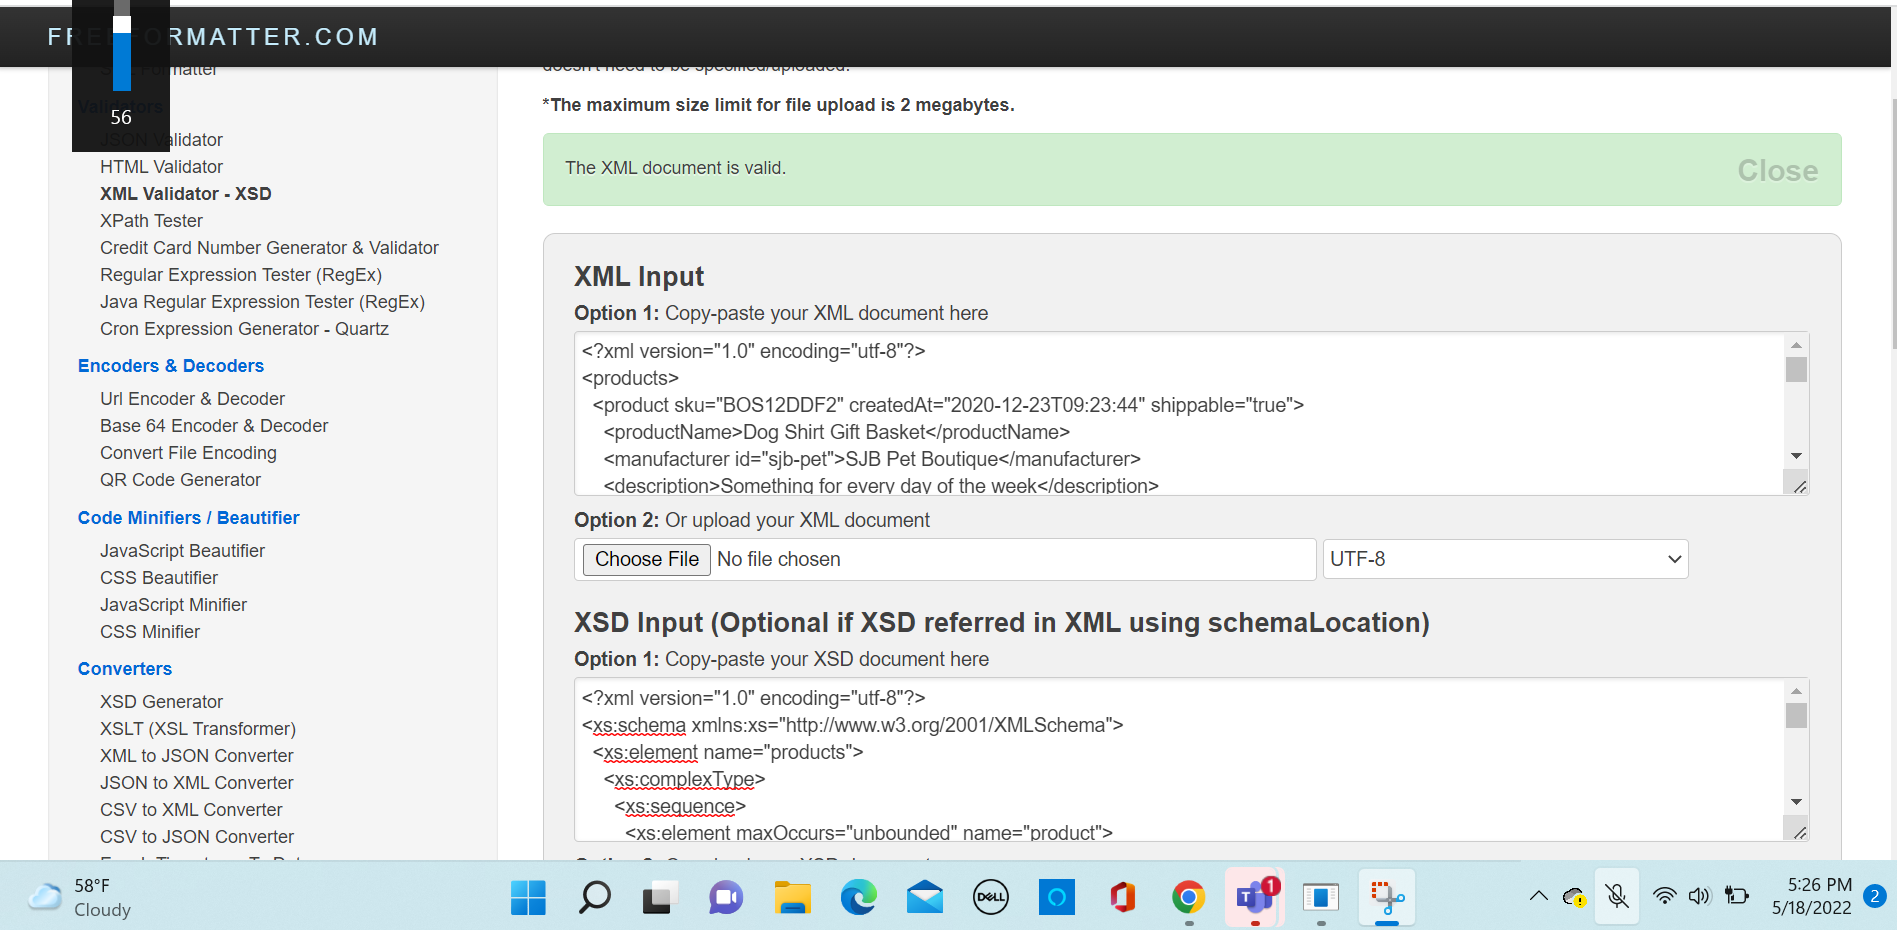 FREEFORMATTER.COM
56
Formatter
Validators
JSON Validator
HTML Validator
XML Validator - XSD
XPath Tester
Credit Card Number Generator & Validator
Regular Expression Tester (RegEx)
Java Regular Expression Tester (RegEx)
Cron Expression Generator - Quartz
Encoders & Decoders
Url Encoder & Decoder
Base 64 Encoder & Decoder
Convert File Encoding
QR Code Generator
Code Minifiers / Beautifier
JavaScript Beautifier
CSS Beautifier
JavaScript Minifier
CSS Minifier
Converters
XSD Generator
XSLT (XSL Transformer)
XML to JSON Converter
JSON to XML Converter
CSV to XML Converter
CSV to JSON Converter
doesn't need to be specified/uploaded.
*The maximum size limit for file upload is 2 megabytes.
The XML document is valid.
Close
XML Input
Option 1: Copy-paste your XML document here
<?xml version="1.0" encoding="utf-8"?>
<products>
<product sku="BOS12DDF2" createdAt="2020-12-23T09:23:44" shippable="true">
<productName>Dog Shirt Gift Basket</productName>
<manufacturer id="sjb-pet">SJB Pet Boutique</manufacturer>
<description>Something for every day of the week</description>
Option 2: Or upload your XML document
Choose File No file chosen
UTF-8
XSD Input (Optional if XSD referred in XML using schemaLocation)
Option 1: Copy-paste your XSD document here
<?xml version="1.0" encoding="utf-8"?>
<xs:schema xmlns:xs="http://www.w3.org/2001/XMLSchema">
<xs:element name="products">
<xs:complexType>
<xs:sequence>
<xs:element maxOccurs="unbounded" name="product">
58°F
Cloudy
DELL
T
1
5:26 PM
5/18/2022
2